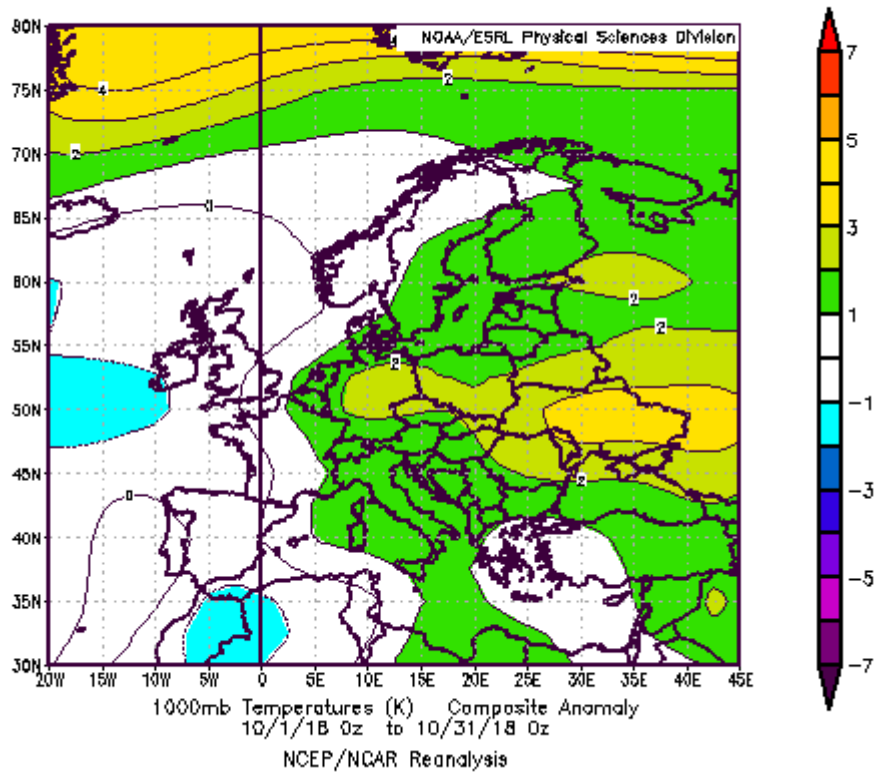 80N
NOAA/ESRL Physical Sciences Division
7
2
75N
4
5
2
70N
3
65N
0
60N
2
1
2
55N
2
50N
-1
45N
2
40N
0
-3
35N
-5
30N
-7
20W 15W 10W 5W 0 5E 10E 15E 20E 25E 30E 35E 40E 45E
1000mb Temperatures (K) Composite Anomaly
10/1/18 0z to 10/31/18 0z
NCEP/NCAR Reanalysis